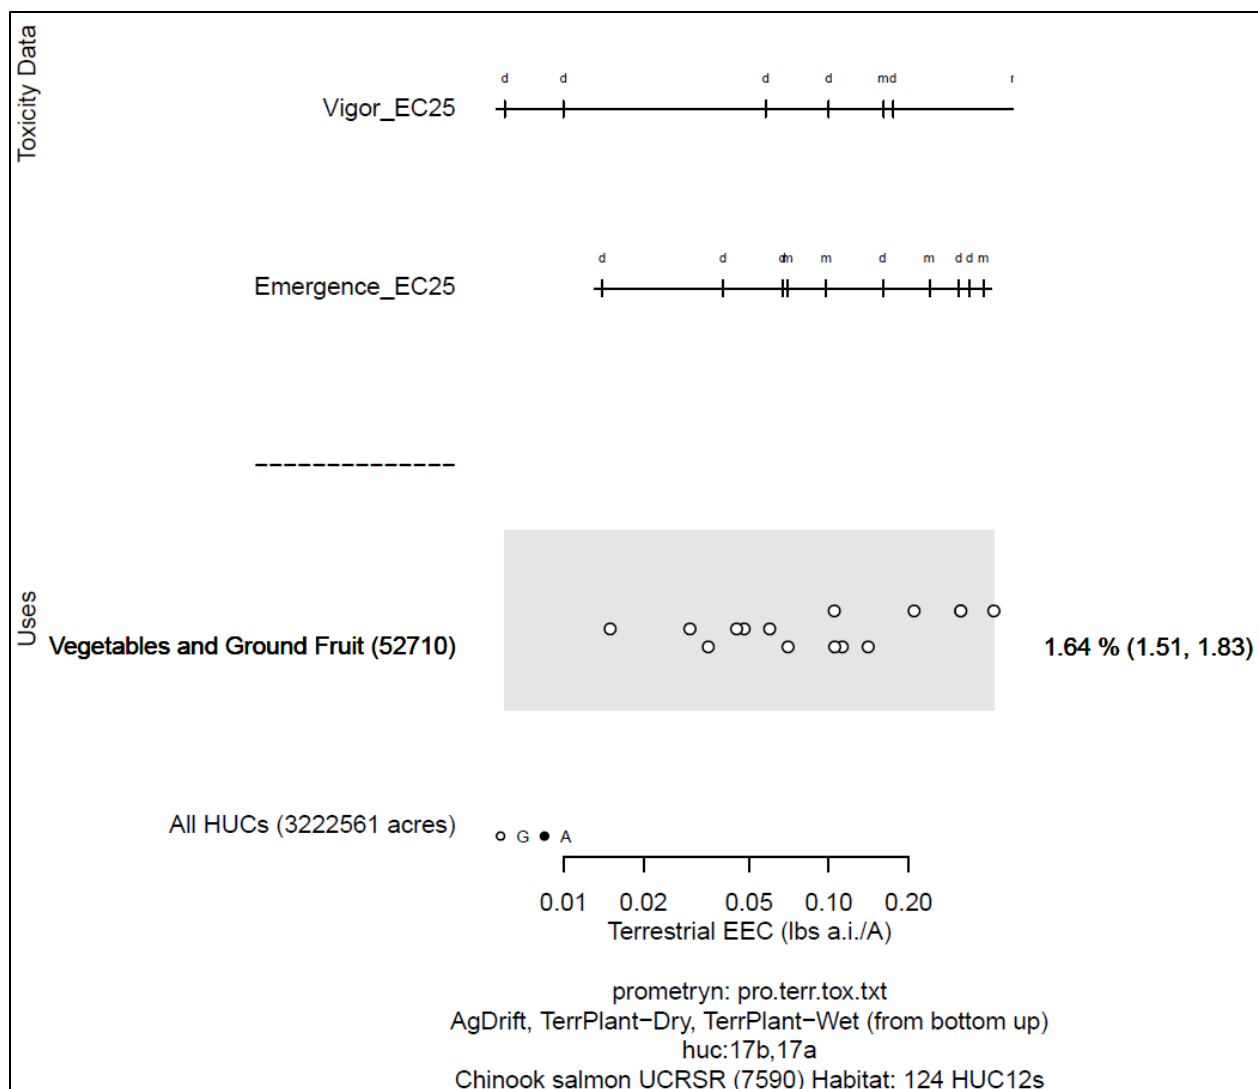 Toxicity Data
d d d d m d
Vigor_EC25
d d m m d m d d m
Emergence_EC25
--------------
Uses
Vegetables and Ground Fruit (52710) 1.64 % (1.51, 1.83)
All HUCs (3222561 acres)
G A
0.01 0.02 0.05 0.10 0.20
Terrestrial EEC (lbs a.i./A)
prometryn: pro.terr.tox.txt
AgDrift, TerrPlant−Dry, TerrPlant−Wet (from bottom up)
huc:17b,17a
Chinook salmon UCRSR (7590) Habitat: 124 HUC12s